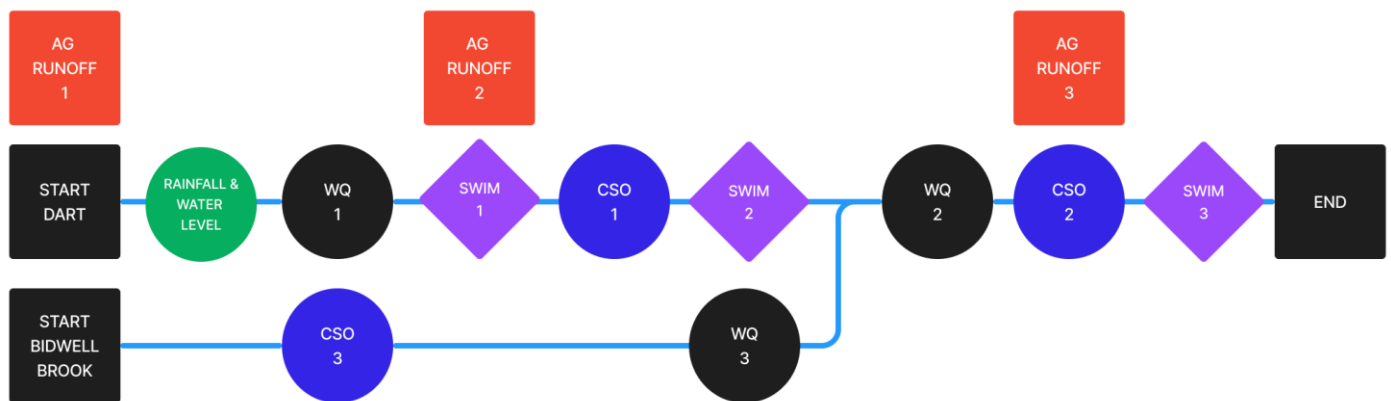 AG
RUNOFF
1
AG
RUNOFF
2
AG
RUNOFF
3
START
DART
RAINFALL &
WATER
LEVEL
WQ
1
SWIM
1
CSO
1
SWIM
2
WQ
2
CSO
2
SWIM
3
END
START
BIDWELL
BROOK
CSO
3
WQ
3